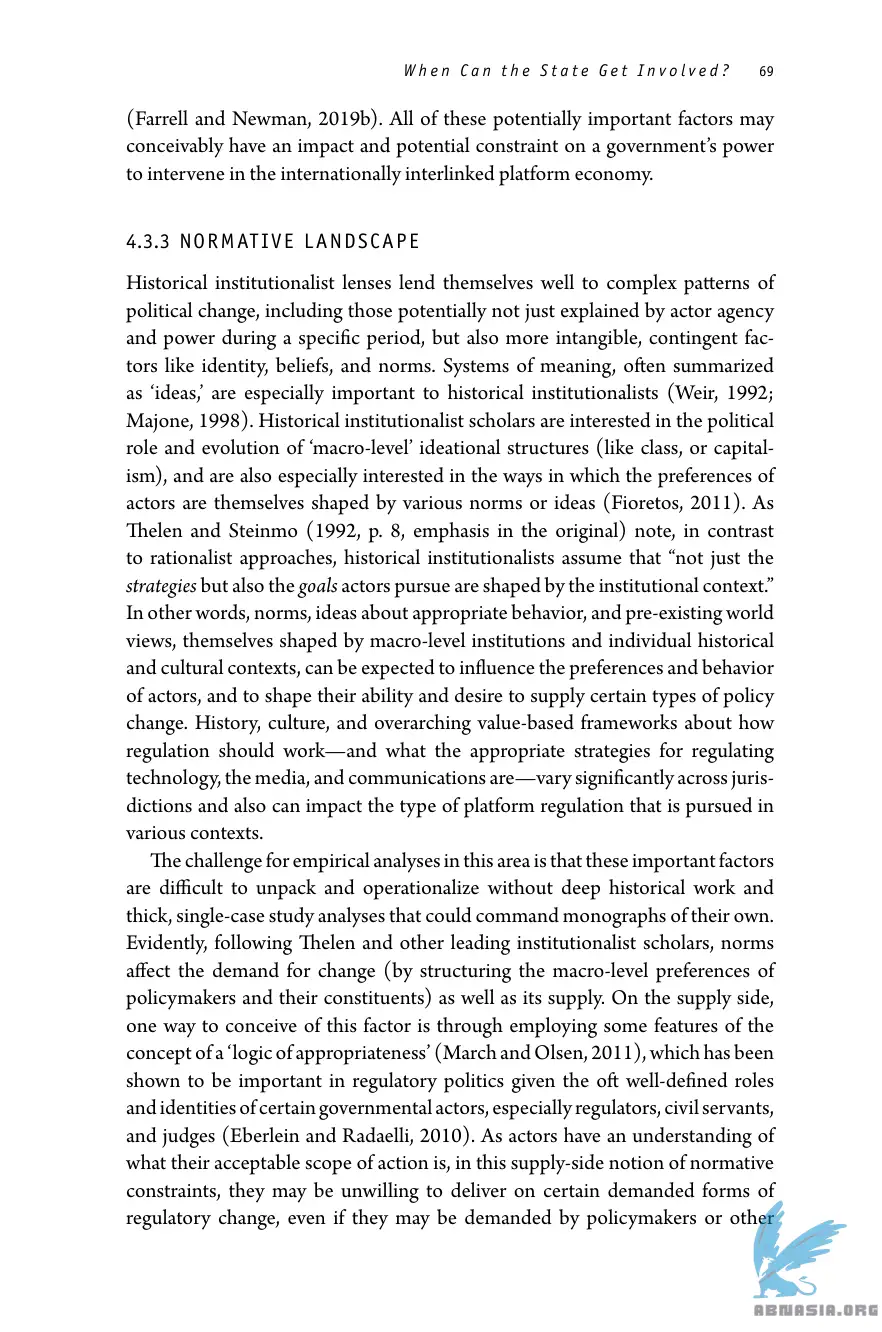 When Can the State Get Involved? 69
(Farrell and Newman, 2019b). All of these potentially important factors may
conceivably have an impact and potential constraint on a government’s power
to intervene in the internationally interlinked platform economy.
4.3.3 NORMATIVE LANDSCAPE
Historical institutionalist lenses lend themselves well to complex patterns of
political change, including those potentially not just explained by actor agency
and power during a specific period, but also more intangible, contingent fac-
tors like identity, beliefs, and norms. Systems of meaning, often summarized
as ‘ideas,’ are especially important to historical institutionalists (Weir, 1992;
Majone, 1998). Historical institutionalist scholars are interested in the political
role and evolution of ‘macro-level’ ideational structures (like class, or capital-
ism), and are also especially interested in the ways in which the preferences of
actors are themselves shaped by various norms or ideas (Fioretos, 2011). As
Thelen and Steinmo (1992, p. 8, emphasis in the original) note, in contrast
to rationalist approaches, historical institutionalists assume that “not just the
strategies but also the goals actors pursue are shaped by the institutional context.”
In other words, norms, ideas about appropriate behavior, and pre-existing world
views, themselves shaped by macro-level institutions and individual historical
and cultural contexts, can be expected to influence the preferences and behavior
of actors, and to shape their ability and desire to supply certain types of policy
change. History, culture, and overarching value-based frameworks about how
regulation should work—and what the appropriate strategies for regulating
technology, the media, and communications are—vary significantly across juris-
dictions and also can impact the type of platform regulation that is pursued in
various contexts.
The challenge for empirical analyses in this area is that these important factors
are difficult to unpack and operationalize without deep historical work and
thick, single-case study analyses that could command monographs of their own.
Evidently, following Thelen and other leading institutionalist scholars, norms
affect the demand for change (by structuring the macro-level preferences of
policymakers and their constituents) as well as its supply. On the supply side,
one way to conceive of this factor is through employing some features of the
concept of a ‘logic of appropriateness’ (March and Olsen, 2011), which has been
shown to be important in regulatory politics given the oft well-defined roles
and identities of certain governmental actors, especially regulators, civil servants,
and judges (Eberlein and Radaelli, 2010). As actors have an understanding of
what their acceptable scope of action is, in this supply-side notion of normative
constraints, they may be unwilling to deliver on certain demanded forms of
regulatory change, even if they may be demanded by policymakers or other
ABNASIA.ORG